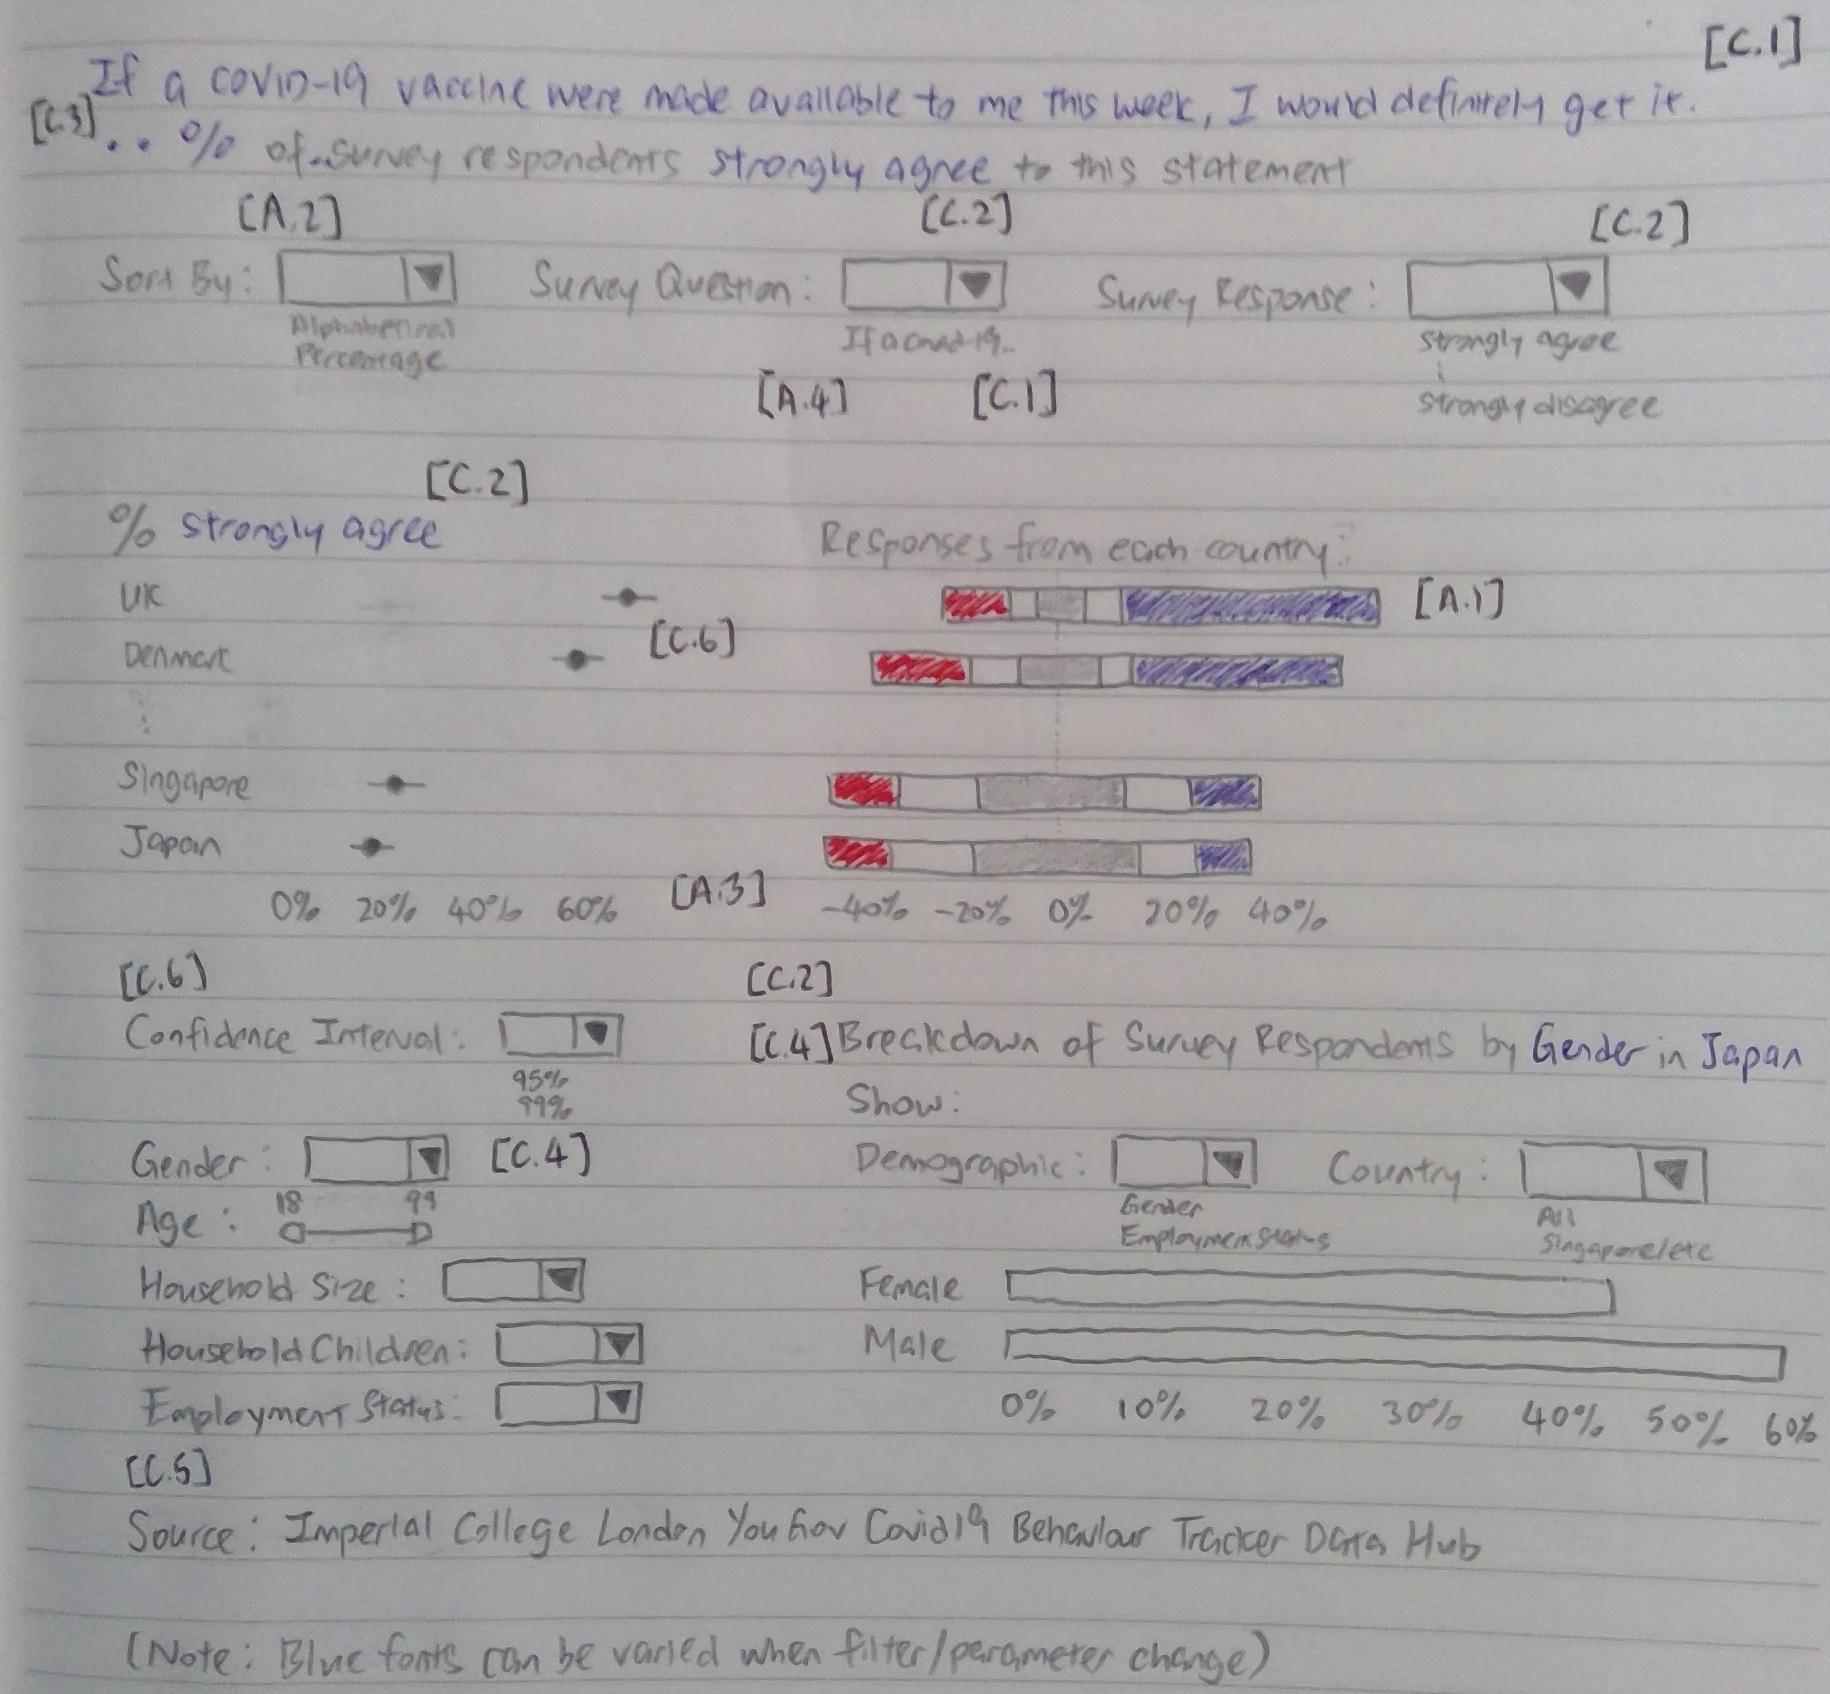 [C.1]
If a covid-19 vaccine were made available to me this week, I would definitely get it.
[C.3] .. % of survey respondents strongly agree to this statement
[A.2] [C.2] [C.2]
Sort By: Survey Question: Survey Response:
Alphabetical If a covid-19.. strongly agree
Percentage
[A.4] [C.1] strongly disagree
[C.2]
% strongly agree Responses from each country:
UK [A.1]
Denmark [C.6]
Singapore
Japan
0% 20% 40% 60% [A.3] -40% -20% 0% 20% 40%
[C.6] [C.2]
Confidence Interval: [C.4] Breakdown of Survey Respondents by Gender in Japan
95%
99% Show:
Gender: [C.4] Demographic: Country:
Age: 18 99 Gender All
Employment Status Singapore/etc
Household Size: Female
Household Children: Male
Employment Status: 0% 10% 20% 30% 40% 50% 60%
[C.5]
Source: Imperial College London YouGov Covid19 Behaviour Tracker Data Hub
(Note: Blue fonts can be varied when filter/parameter change)